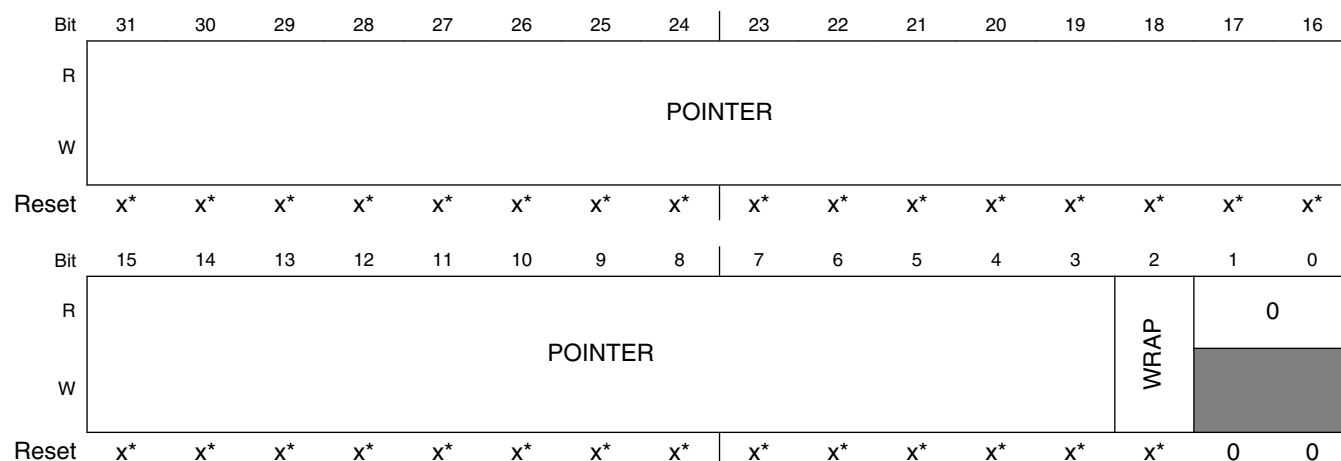 Bit 31 30 29 28 27 26 25 24 23 22 21 20 19 18 17 16
R
POINTER
W
Reset x* x* x* x* x* x* x* x* x* x* x* x* x* x* x* x*
Bit 15 14 13 12 11 10 9 8 7 6 5 4 3 2 1 0
R 0
POINTER WRAP
W
Reset x* x* x* x* x* x* x* x* x* x* x* x* x* x* 0 0